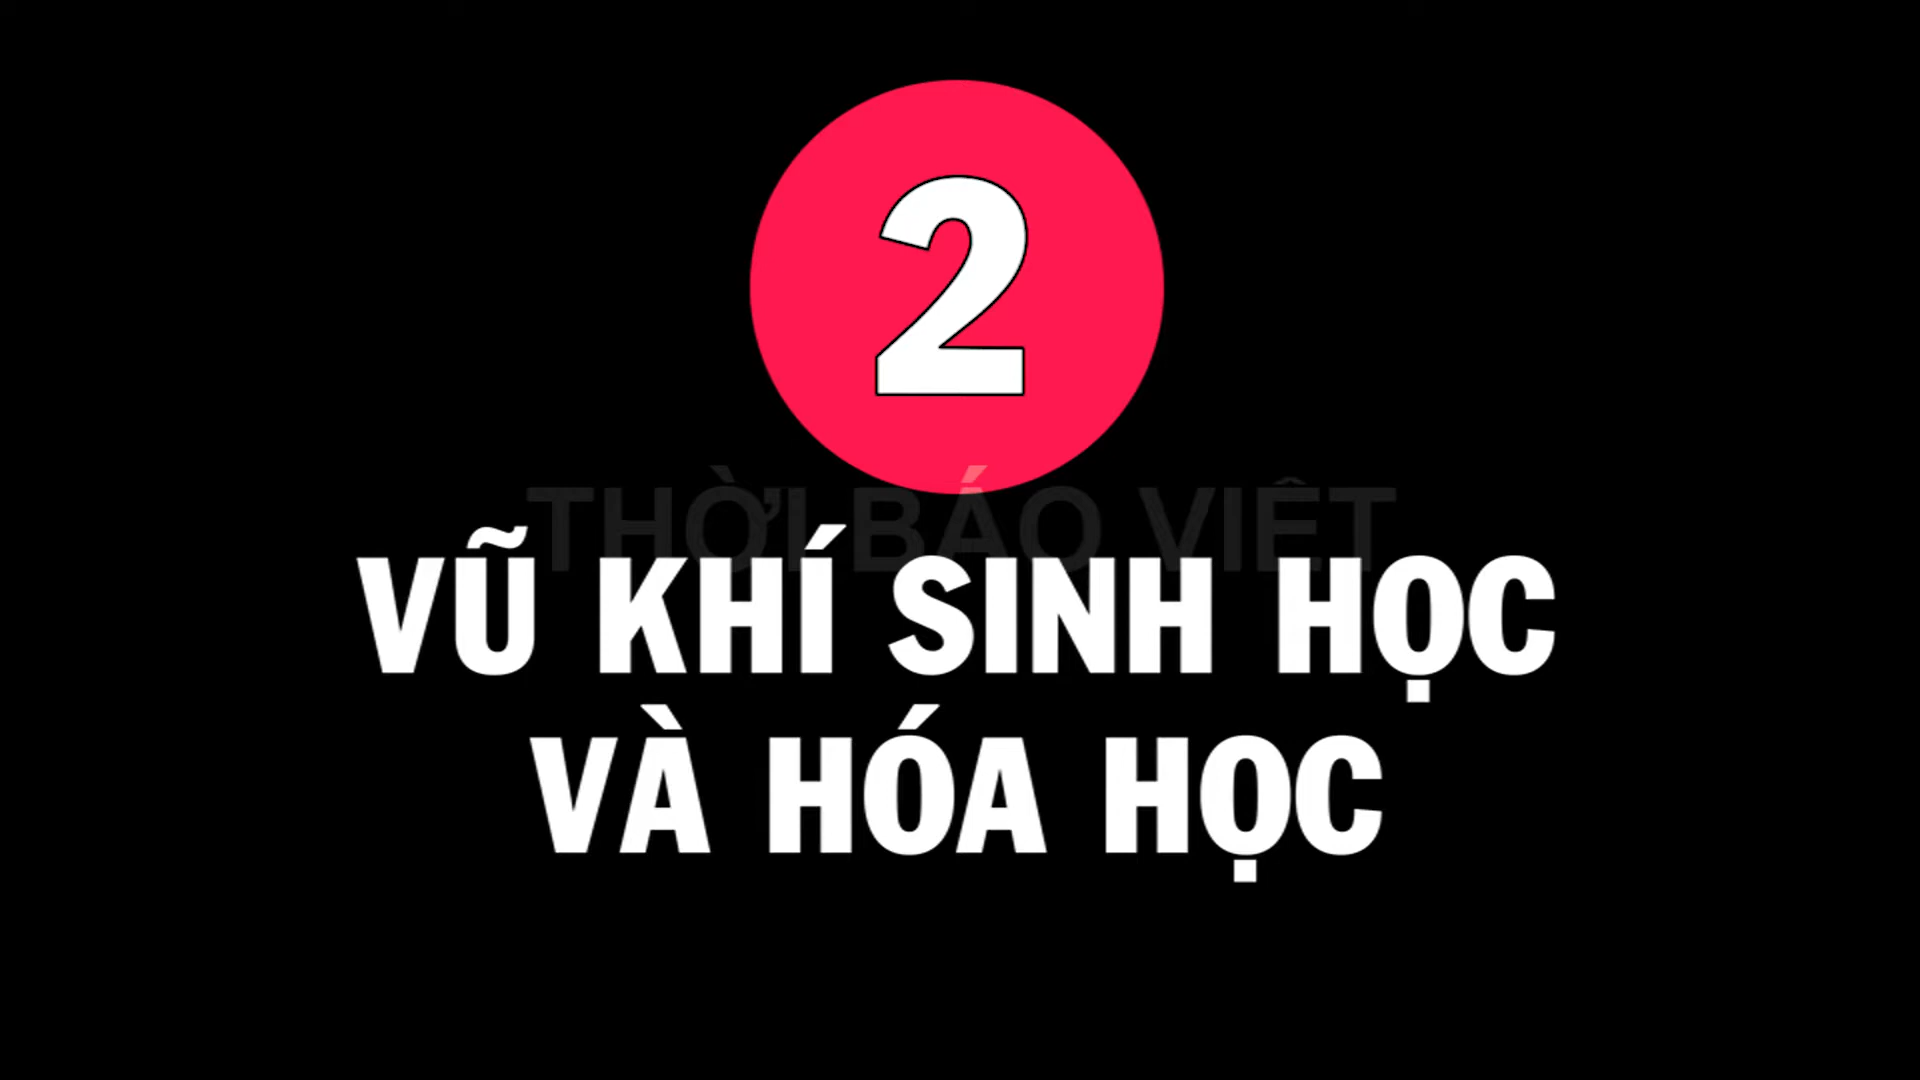 2
THỜI BÁO VIỆT
VŨ KHÍ SINH HỌC
VÀ HÓA HỌC